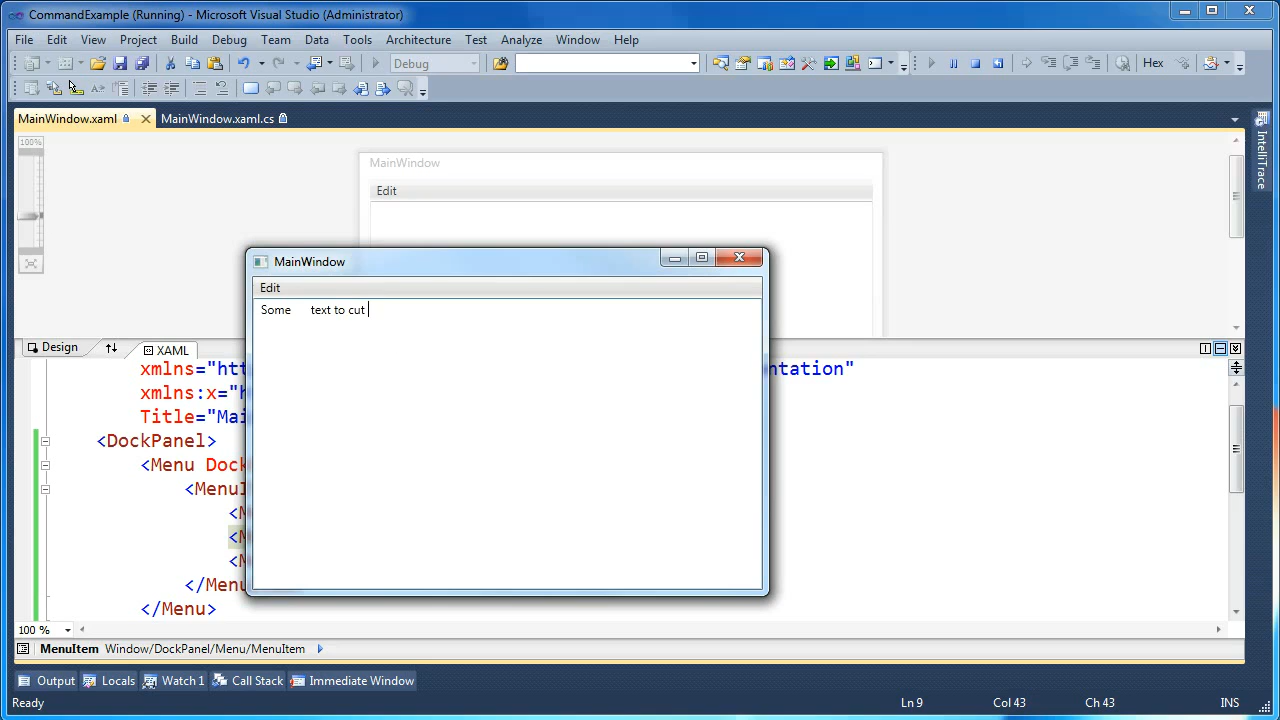 CommandExample (Running) - Microsoft Visual Studio (Administrator)
File Edit View Project Build Debug Team Data Tools Architecture Test Analyze Window Help
Debug
Hex
MainWindow.xaml MainWindow.xaml.cs
100%
IntelliTrace
MainWindow
Edit
MainWindow
Edit
Some text to cut
Design XAML
xmlns="htt entation"
xmlns:x="h
Title="Mai
<DockPanel>
<Menu Dock
<MenuI
<M
<M
<M
</Menu
</Menu>
100 %
MenuItem Window/DockPanel/Menu/MenuItem
Output Locals Watch 1 Call Stack Immediate Window
Ready Ln 9 Col 43 Ch 43 INS